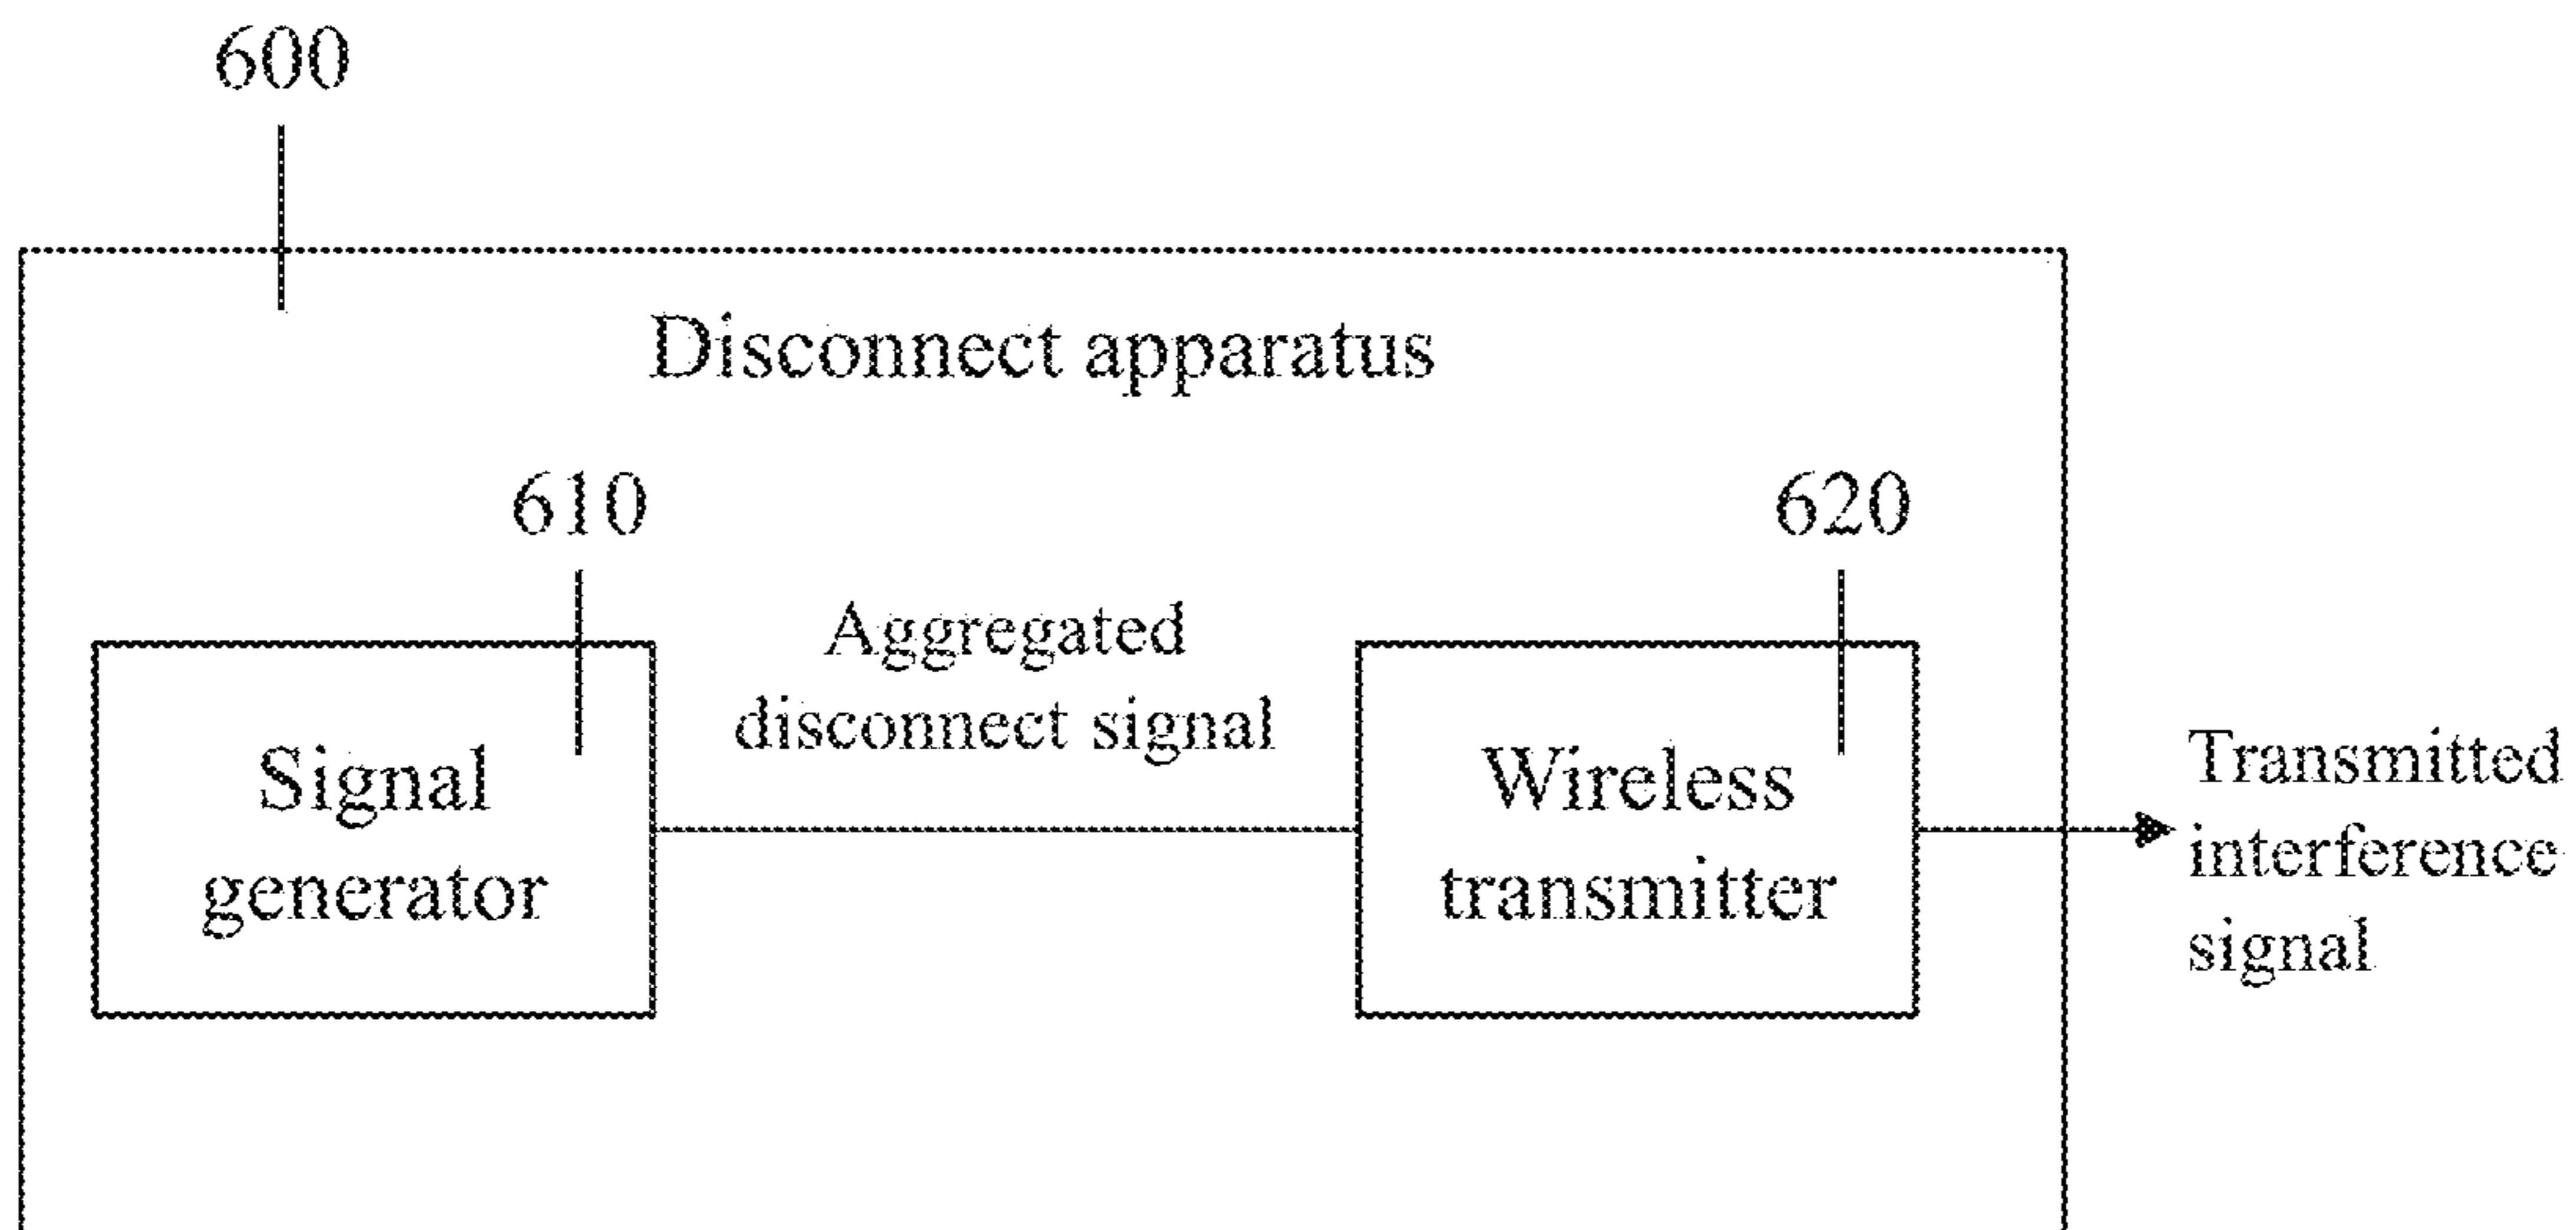 600
Disconnect apparatus
610
620
Aggregated
disconnect signal
Signal
generator
Wireless
transmitter
Transmitted
interference
signal